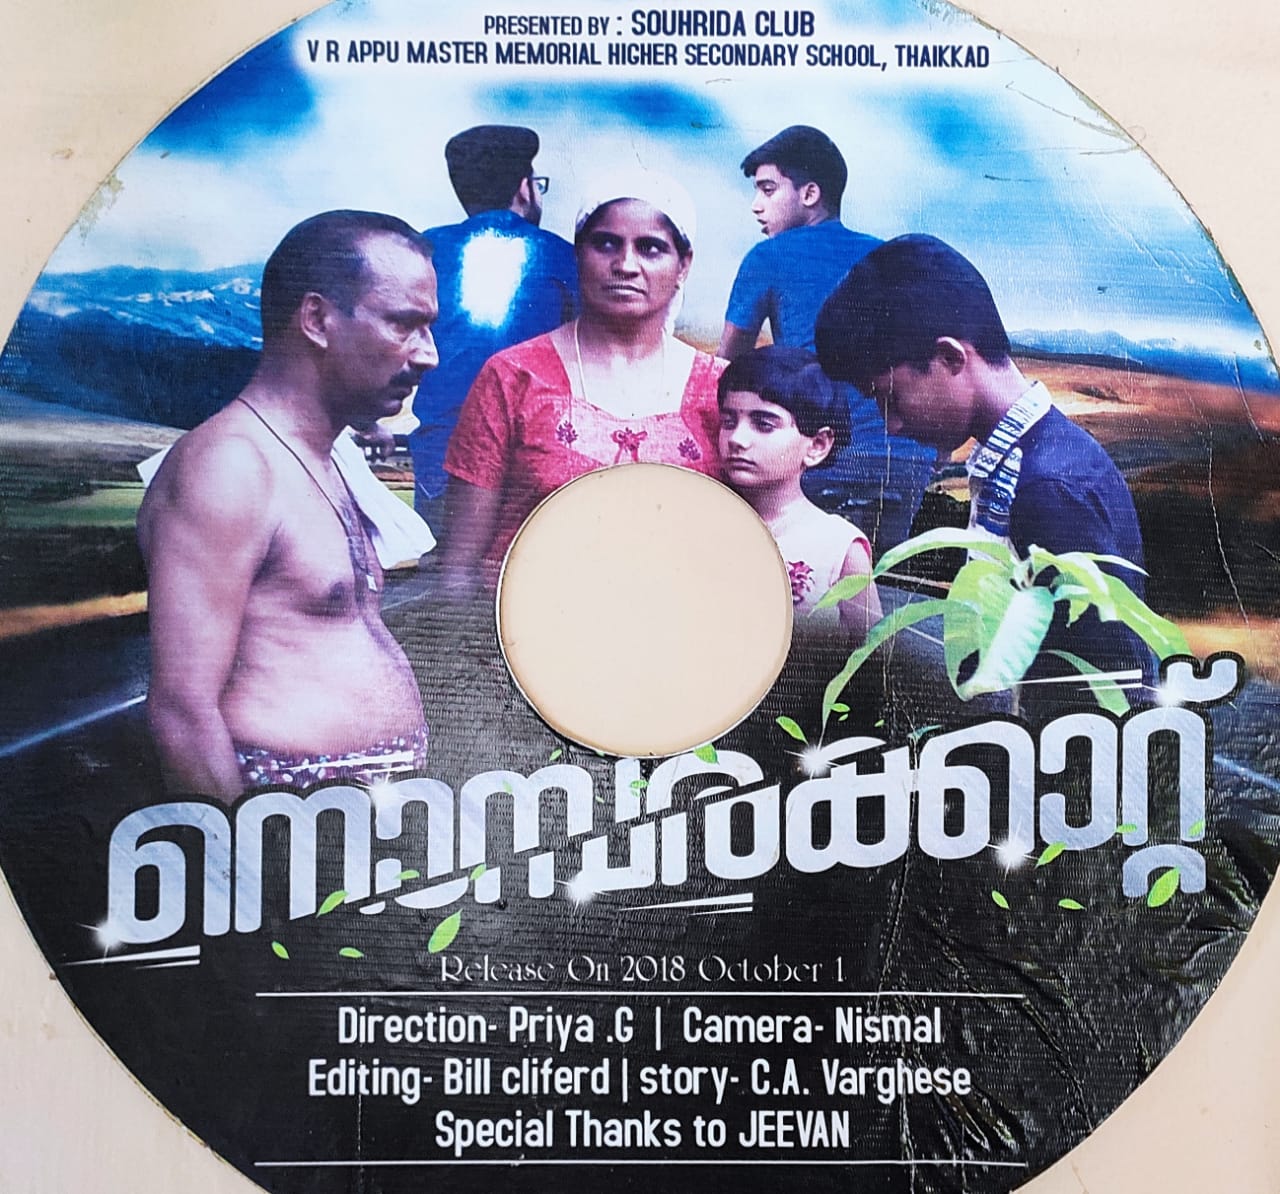 PRESENTED BY : SOUHRIDA CLUB
V R APPU MASTER MEMORIAL HIGHER SECONDARY SCHOOL, THAIKKAD
നൊമ്പരക്കാറ്റ്
Release On 2018 October 1
Direction- Priya .G | Camera- Nismal
Editing- Bill cliferd | story- C.A. Varghese
Special Thanks to JEEVAN